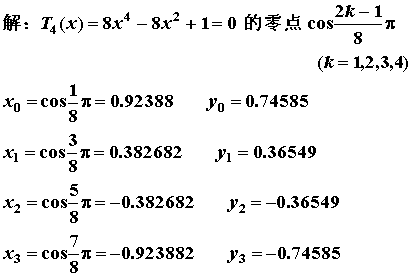 解：T₄(x) = 8x⁴ − 8x² + 1 = 0 的零点 cos (2k − 1)/8 π
(k = 1,2,3,4)
x₀ = cos 1/8 π = 0.92388 y₀ = 0.74585
x₁ = cos 3/8 π = 0.382682 y₁ = 0.36549
x₂ = cos 5/8 π = −0.382682 y₂ = −0.36549
x₃ = cos 7/8 π = −0.923882 y₃ = −0.74585